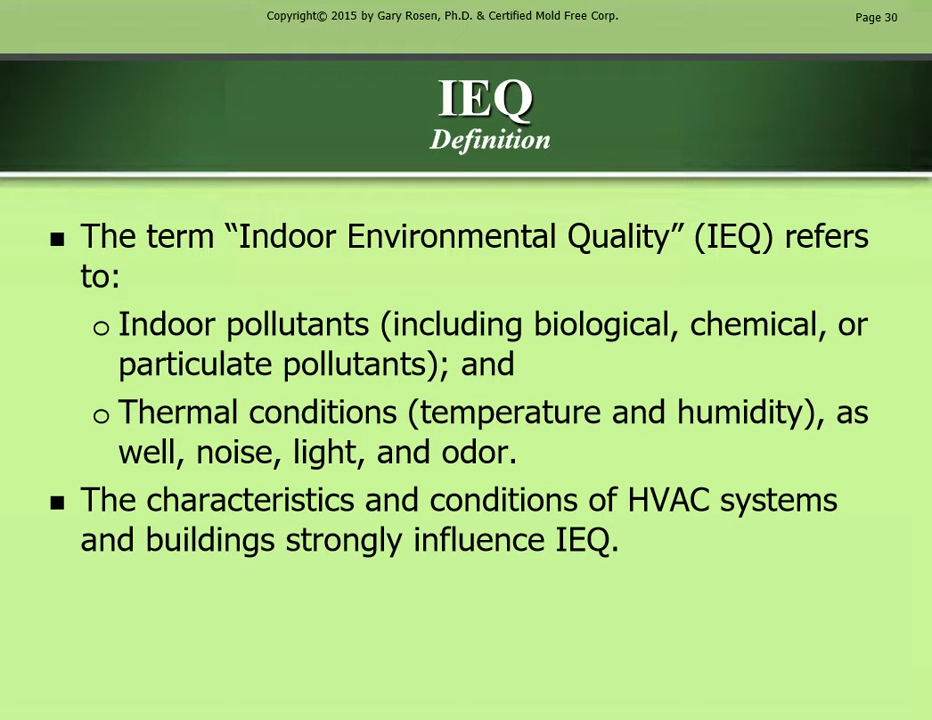 Copyright© 2015 by Gary Rosen, Ph.D. & Certified Mold Free Corp.
Page 30
IEQ
Definition
■ The term “Indoor Environmental Quality” (IEQ) refers
to:
○ Indoor pollutants (including biological, chemical, or
particulate pollutants); and
○ Thermal conditions (temperature and humidity), as
well, noise, light, and odor.
■ The characteristics and conditions of HVAC systems
and buildings strongly influence IEQ.